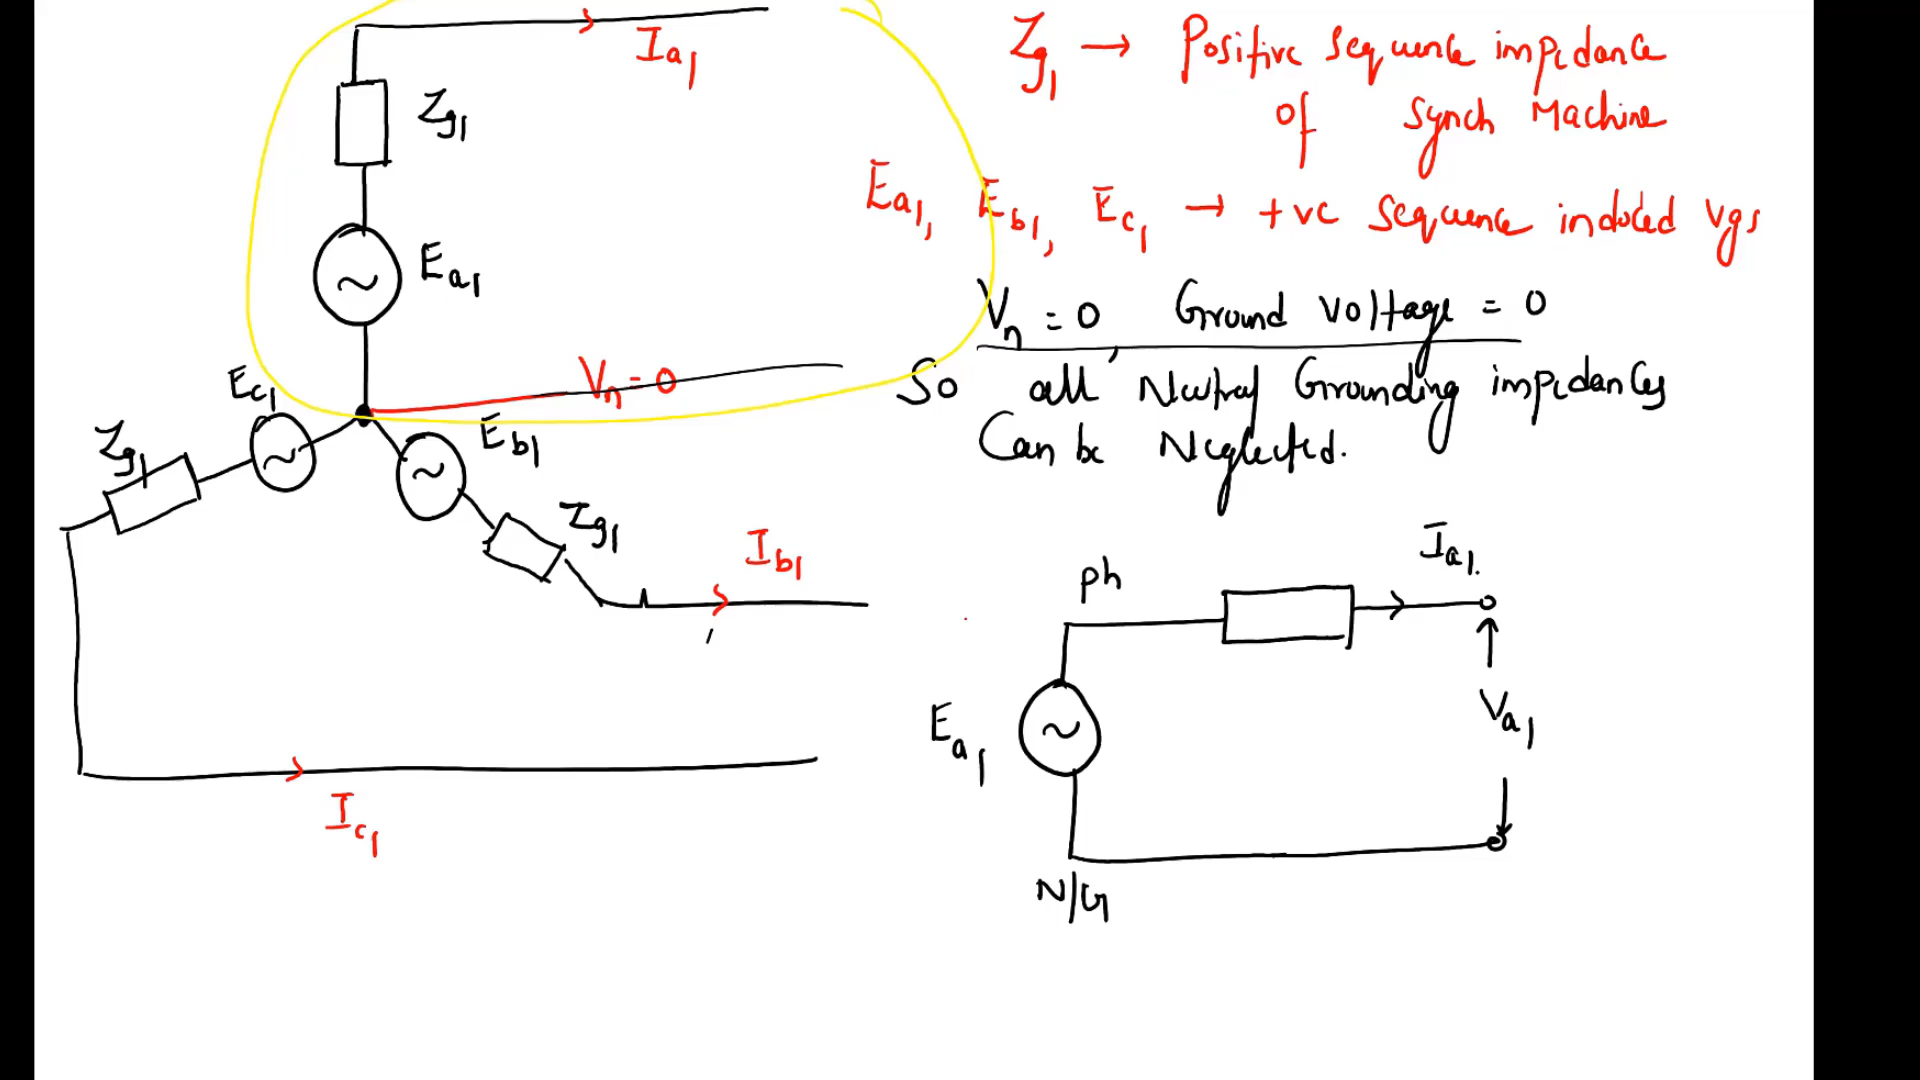 Ia1
Zg1
Ea1
Vn = 0
Ec1
Eb1
Zg1
Zg1
Ib1
Ic1
Zg1 → Positive sequence impedance
of Synch Machine
Ea1, Eb1, Ec1 → +ve sequence induced vgs
Vn = 0, Ground voltage = 0
So all Neutral Grounding impedances
Can be Neglected.
Ia1.
ph
Ea1
Va1
N/G